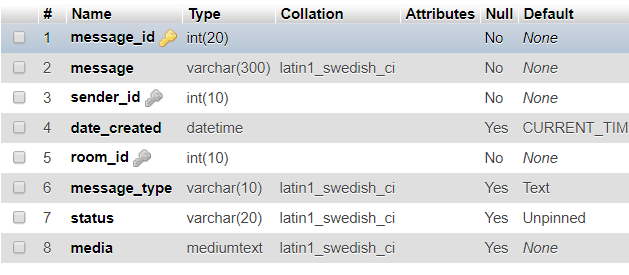 # Name Type Collation Attributes Null Default
1 message_id int(20) No None
2 message varchar(300) latin1_swedish_ci No None
3 sender_id int(10) No None
4 date_created datetime Yes CURRENT_TIM
5 room_id int(10) No None
6 message_type varchar(10) latin1_swedish_ci Yes Text
7 status varchar(20) latin1_swedish_ci Yes Unpinned
8 media mediumtext latin1_swedish_ci Yes None